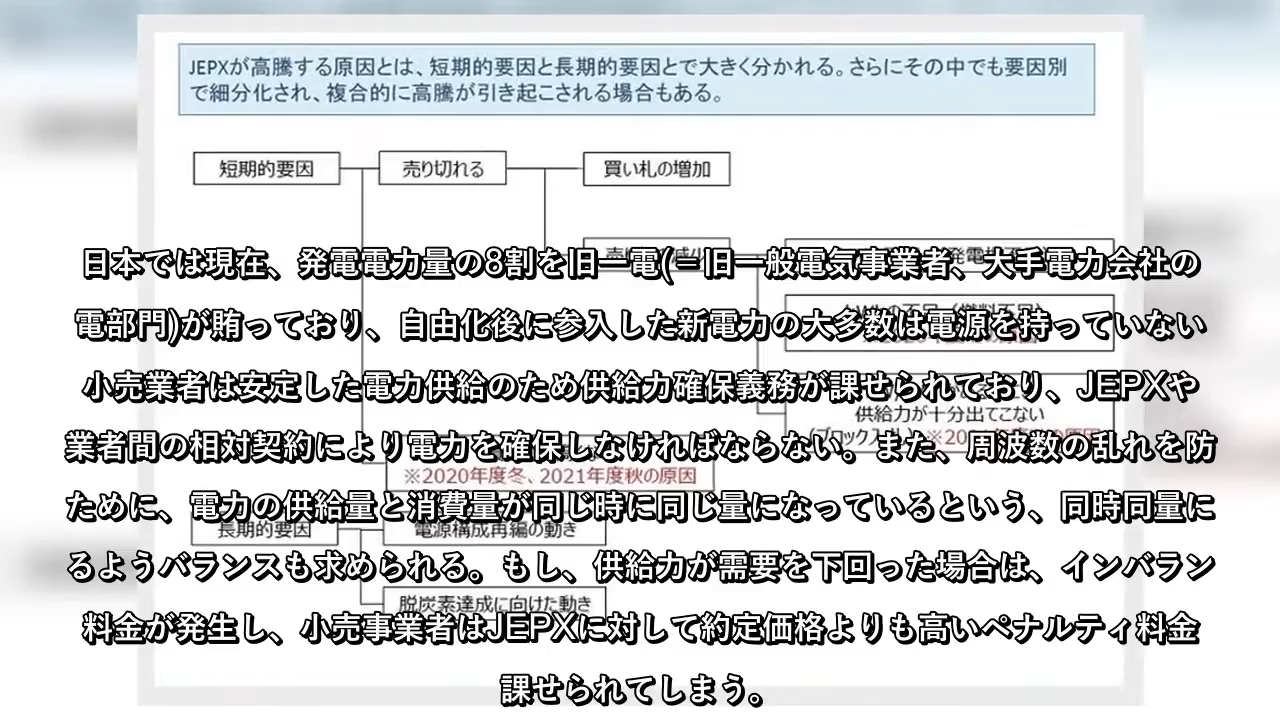 JEPXが高騰する原因とは、短期的要因と長期的要因とで大きく分かれる。さらにその中でも要因別
で細分化され、複合的に高騰が引き起こされる場合もある。
短期的要因
売り切れる
買い札の増加
日本では現在、発電電力量の8割を旧一電(=旧一般電気事業者、大手電力会社の
電部門)が賄っており、自由化後に参入した新電力の大多数は電源を持っていない
小売業者は安定した電力供給のため供給力確保義務が課せられており、JEPXや
供給力が十分出てこない
業者間の相対契約により電力を確保しなければならない。また、周波数の乱れを防
※2020年度冬、2021年度秋の原因
ために、電力の供給量と消費量が同じ時に同じ量になっているという、同時同量に
長期的要因
電源構成再編の動き
るようバランスも求められる。もし、供給力が需要を下回った場合は、インバラン
脱炭素達成に向けた動き
料金が発生し、小売事業者はJEPXに対して約定価格よりも高いペナルティ料金
課せられてしまう。